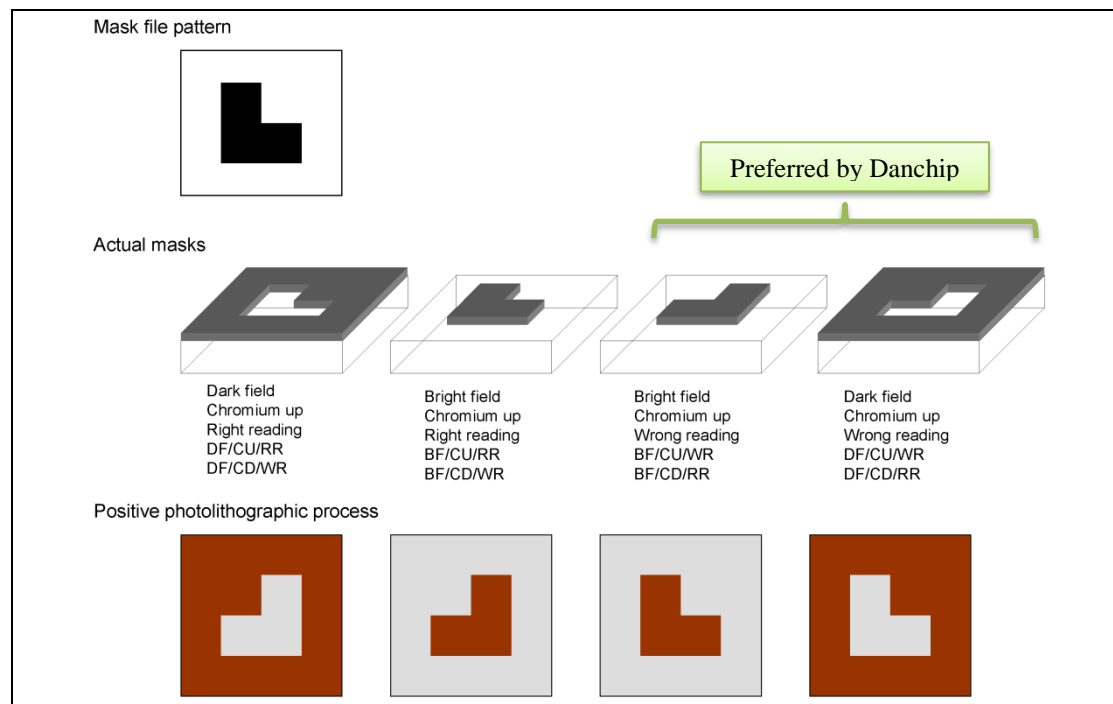 Mask file pattern
Preferred by Danchip
Actual masks
Dark field
Chromium up
Right reading
DF/CU/RR
DF/CD/WR
Bright field
Chromium up
Right reading
BF/CU/RR
BF/CD/WR
Bright field
Chromium up
Wrong reading
BF/CU/WR
BF/CD/RR
Dark field
Chromium up
Wrong reading
DF/CU/WR
DF/CD/RR
Positive photolithographic process